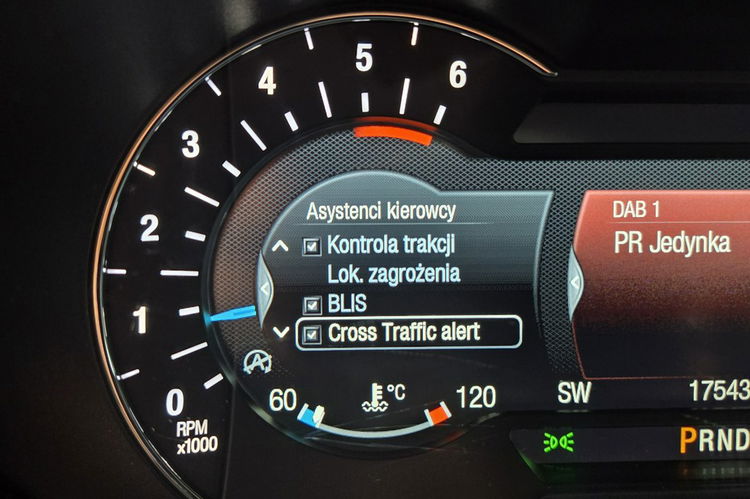 6
5
4
3
2
1
0
RPM
x1000
Asystenci kierowcy
Kontrola trakcji
Lok. zagrożenia
BLIS
Cross Traffic alert
DAB 1
PR Jedynka
60 °C 120
SW 17543
PRND